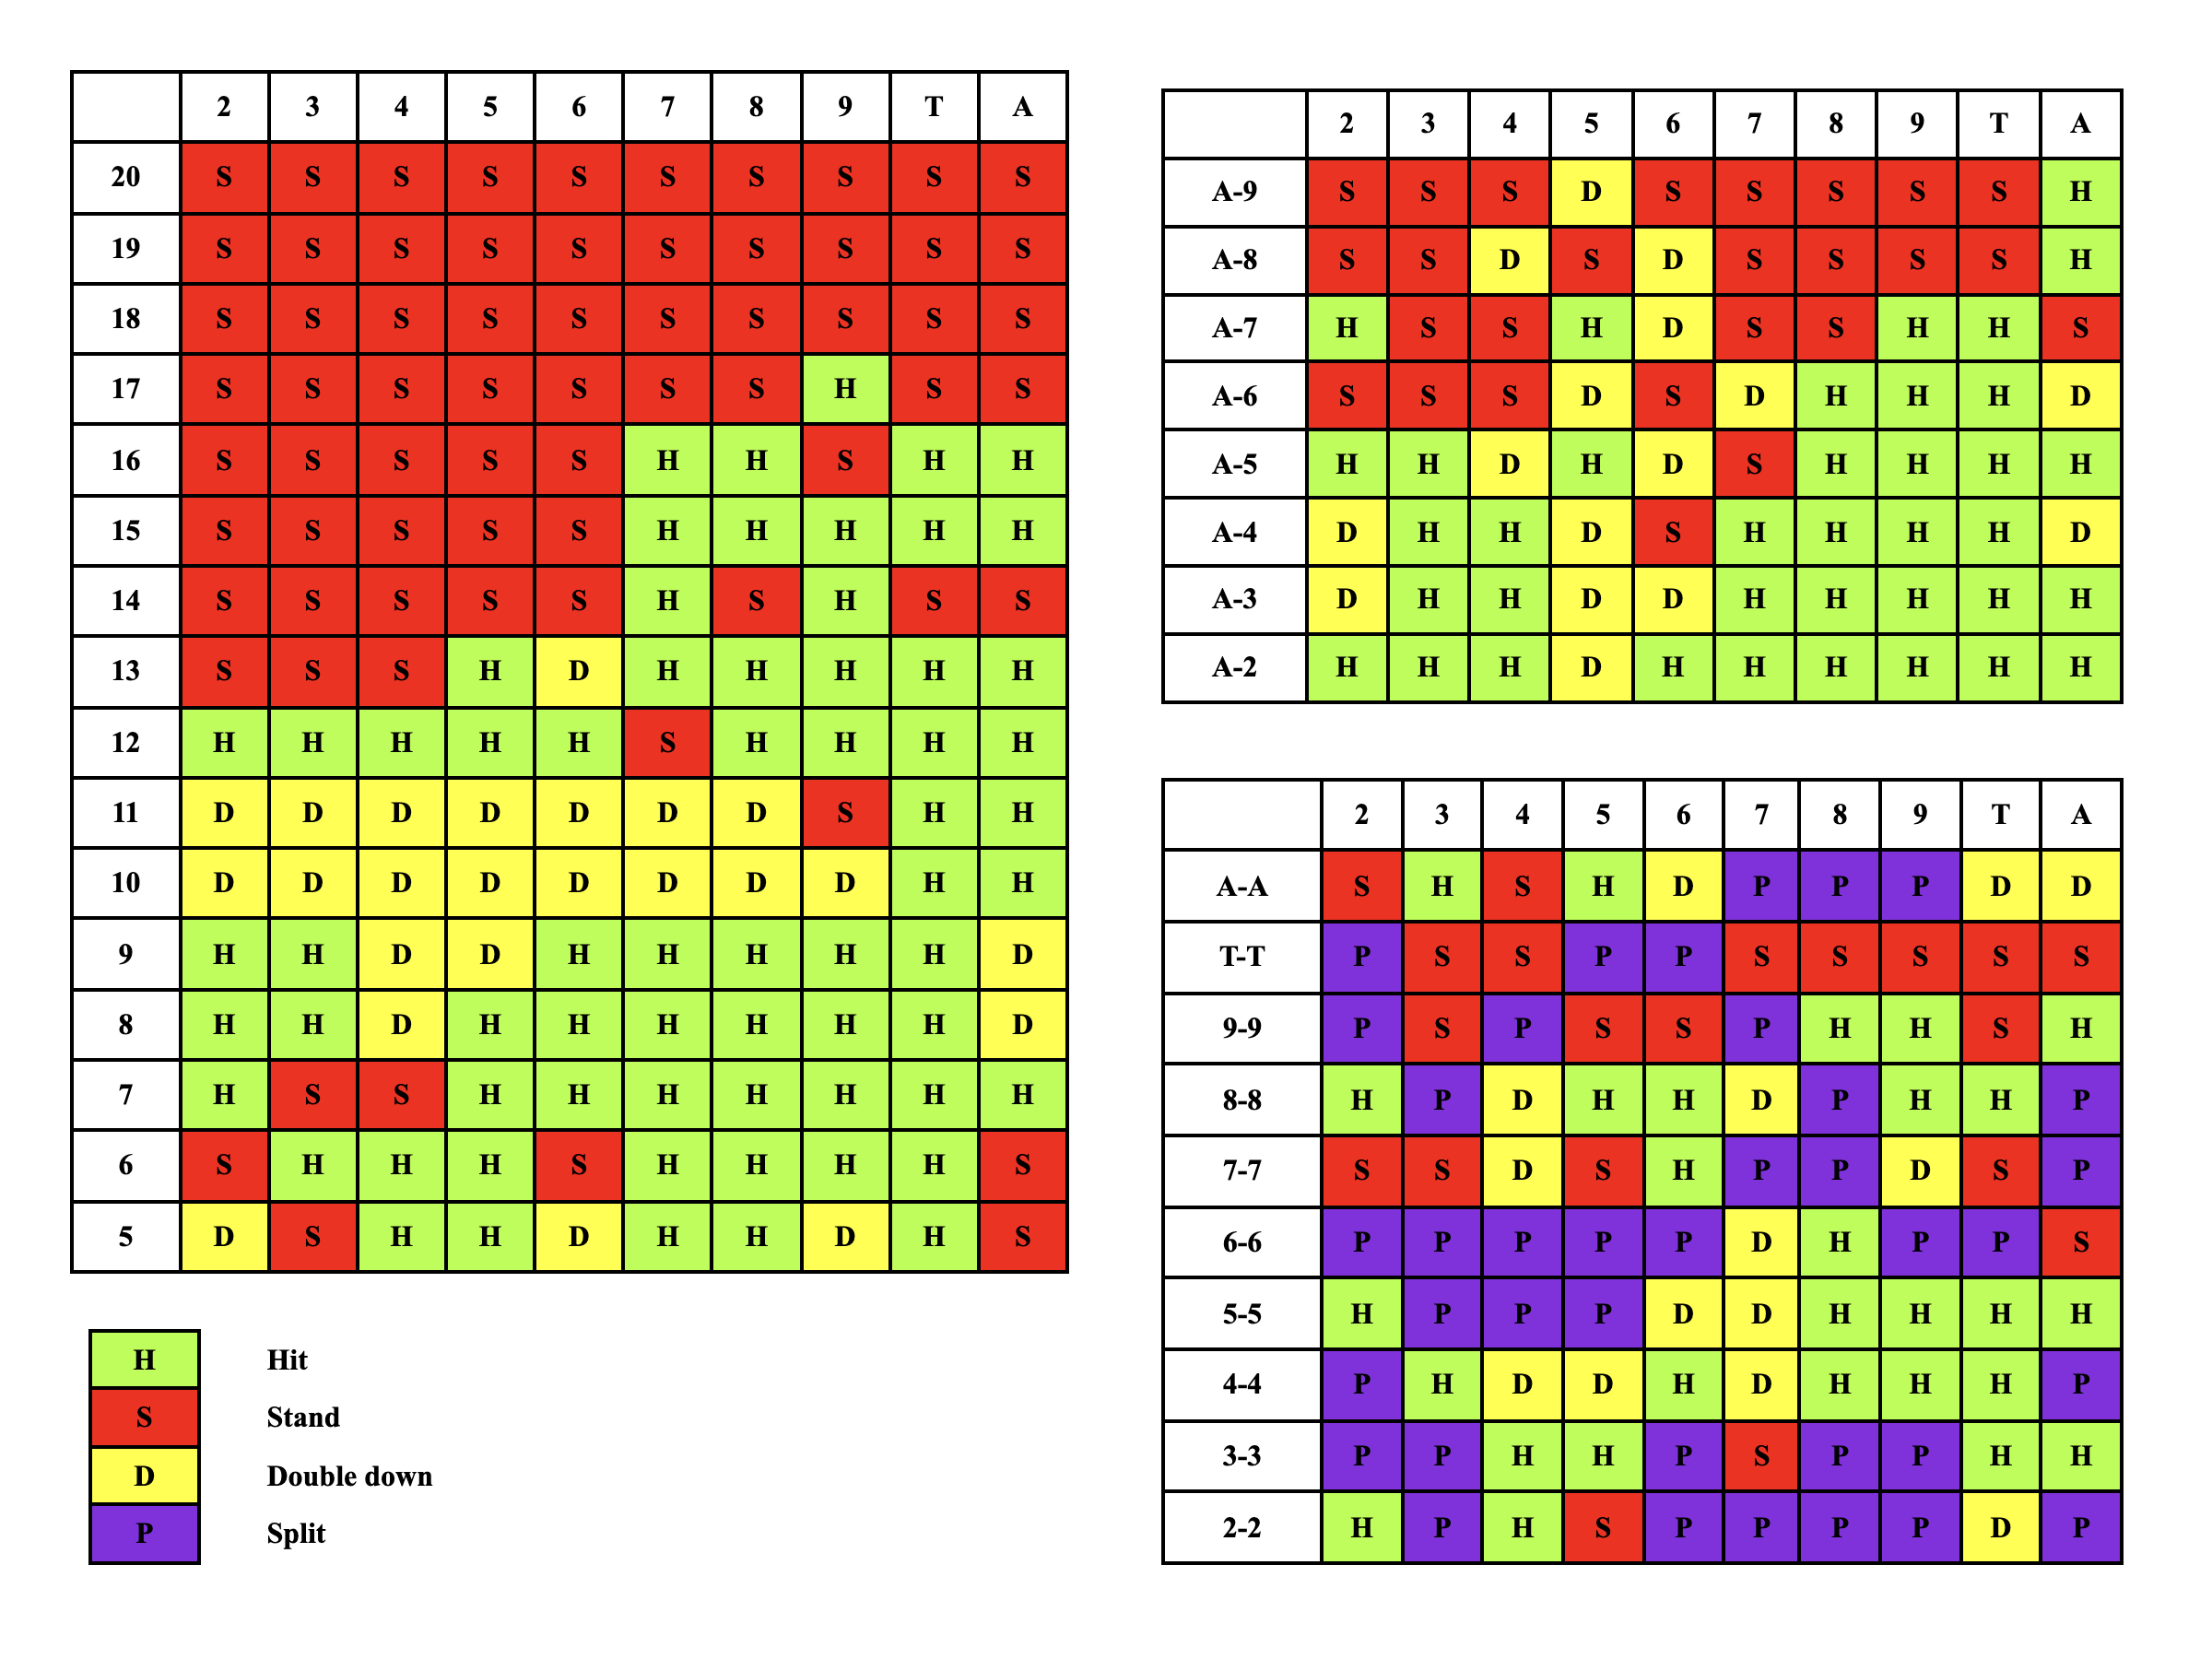 2 3 4 5 6 7 8 9 T A
20 S S S S S S S S S S
19 S S S S S S S S S S
18 S S S S S S S S S S
17 S S S S S S S H S S
16 S S S S S H H S H H
15 S S S S S H H H H H
14 S S S S S H S H S S
13 S S S H D H H H H H
12 H H H H H S H H H H
11 D D D D D D D S H H
10 D D D D D D D D H H
9 H H D D H H H H H D
8 H H D H H H H H H D
7 H S S H H H H H H H
6 S H H H S H H H H S
5 D S H H D H H D H S
H Hit
S Stand
D Double down
P Split
2 3 4 5 6 7 8 9 T A
A-9 S S S D S S S S S H
A-8 S S D S D S S S S H
A-7 H S S H D S S H H S
A-6 S S S D S D H H H D
A-5 H H D H D S H H H H
A-4 D H H D S H H H H D
A-3 D H H D D H H H H H
A-2 H H H D H H H H H H
2 3 4 5 6 7 8 9 T A
A-A S H S H D P P P D D
T-T P S S P P S S S S S
9-9 P S P S S P H H S H
8-8 H P D H H D P H H P
7-7 S S D S H P P D S P
6-6 P P P P P D H P P S
5-5 H P P P D D H H H H
4-4 P H D D H D H H H P
3-3 P P H H P S P P H H
2-2 H P H S P P P P D P